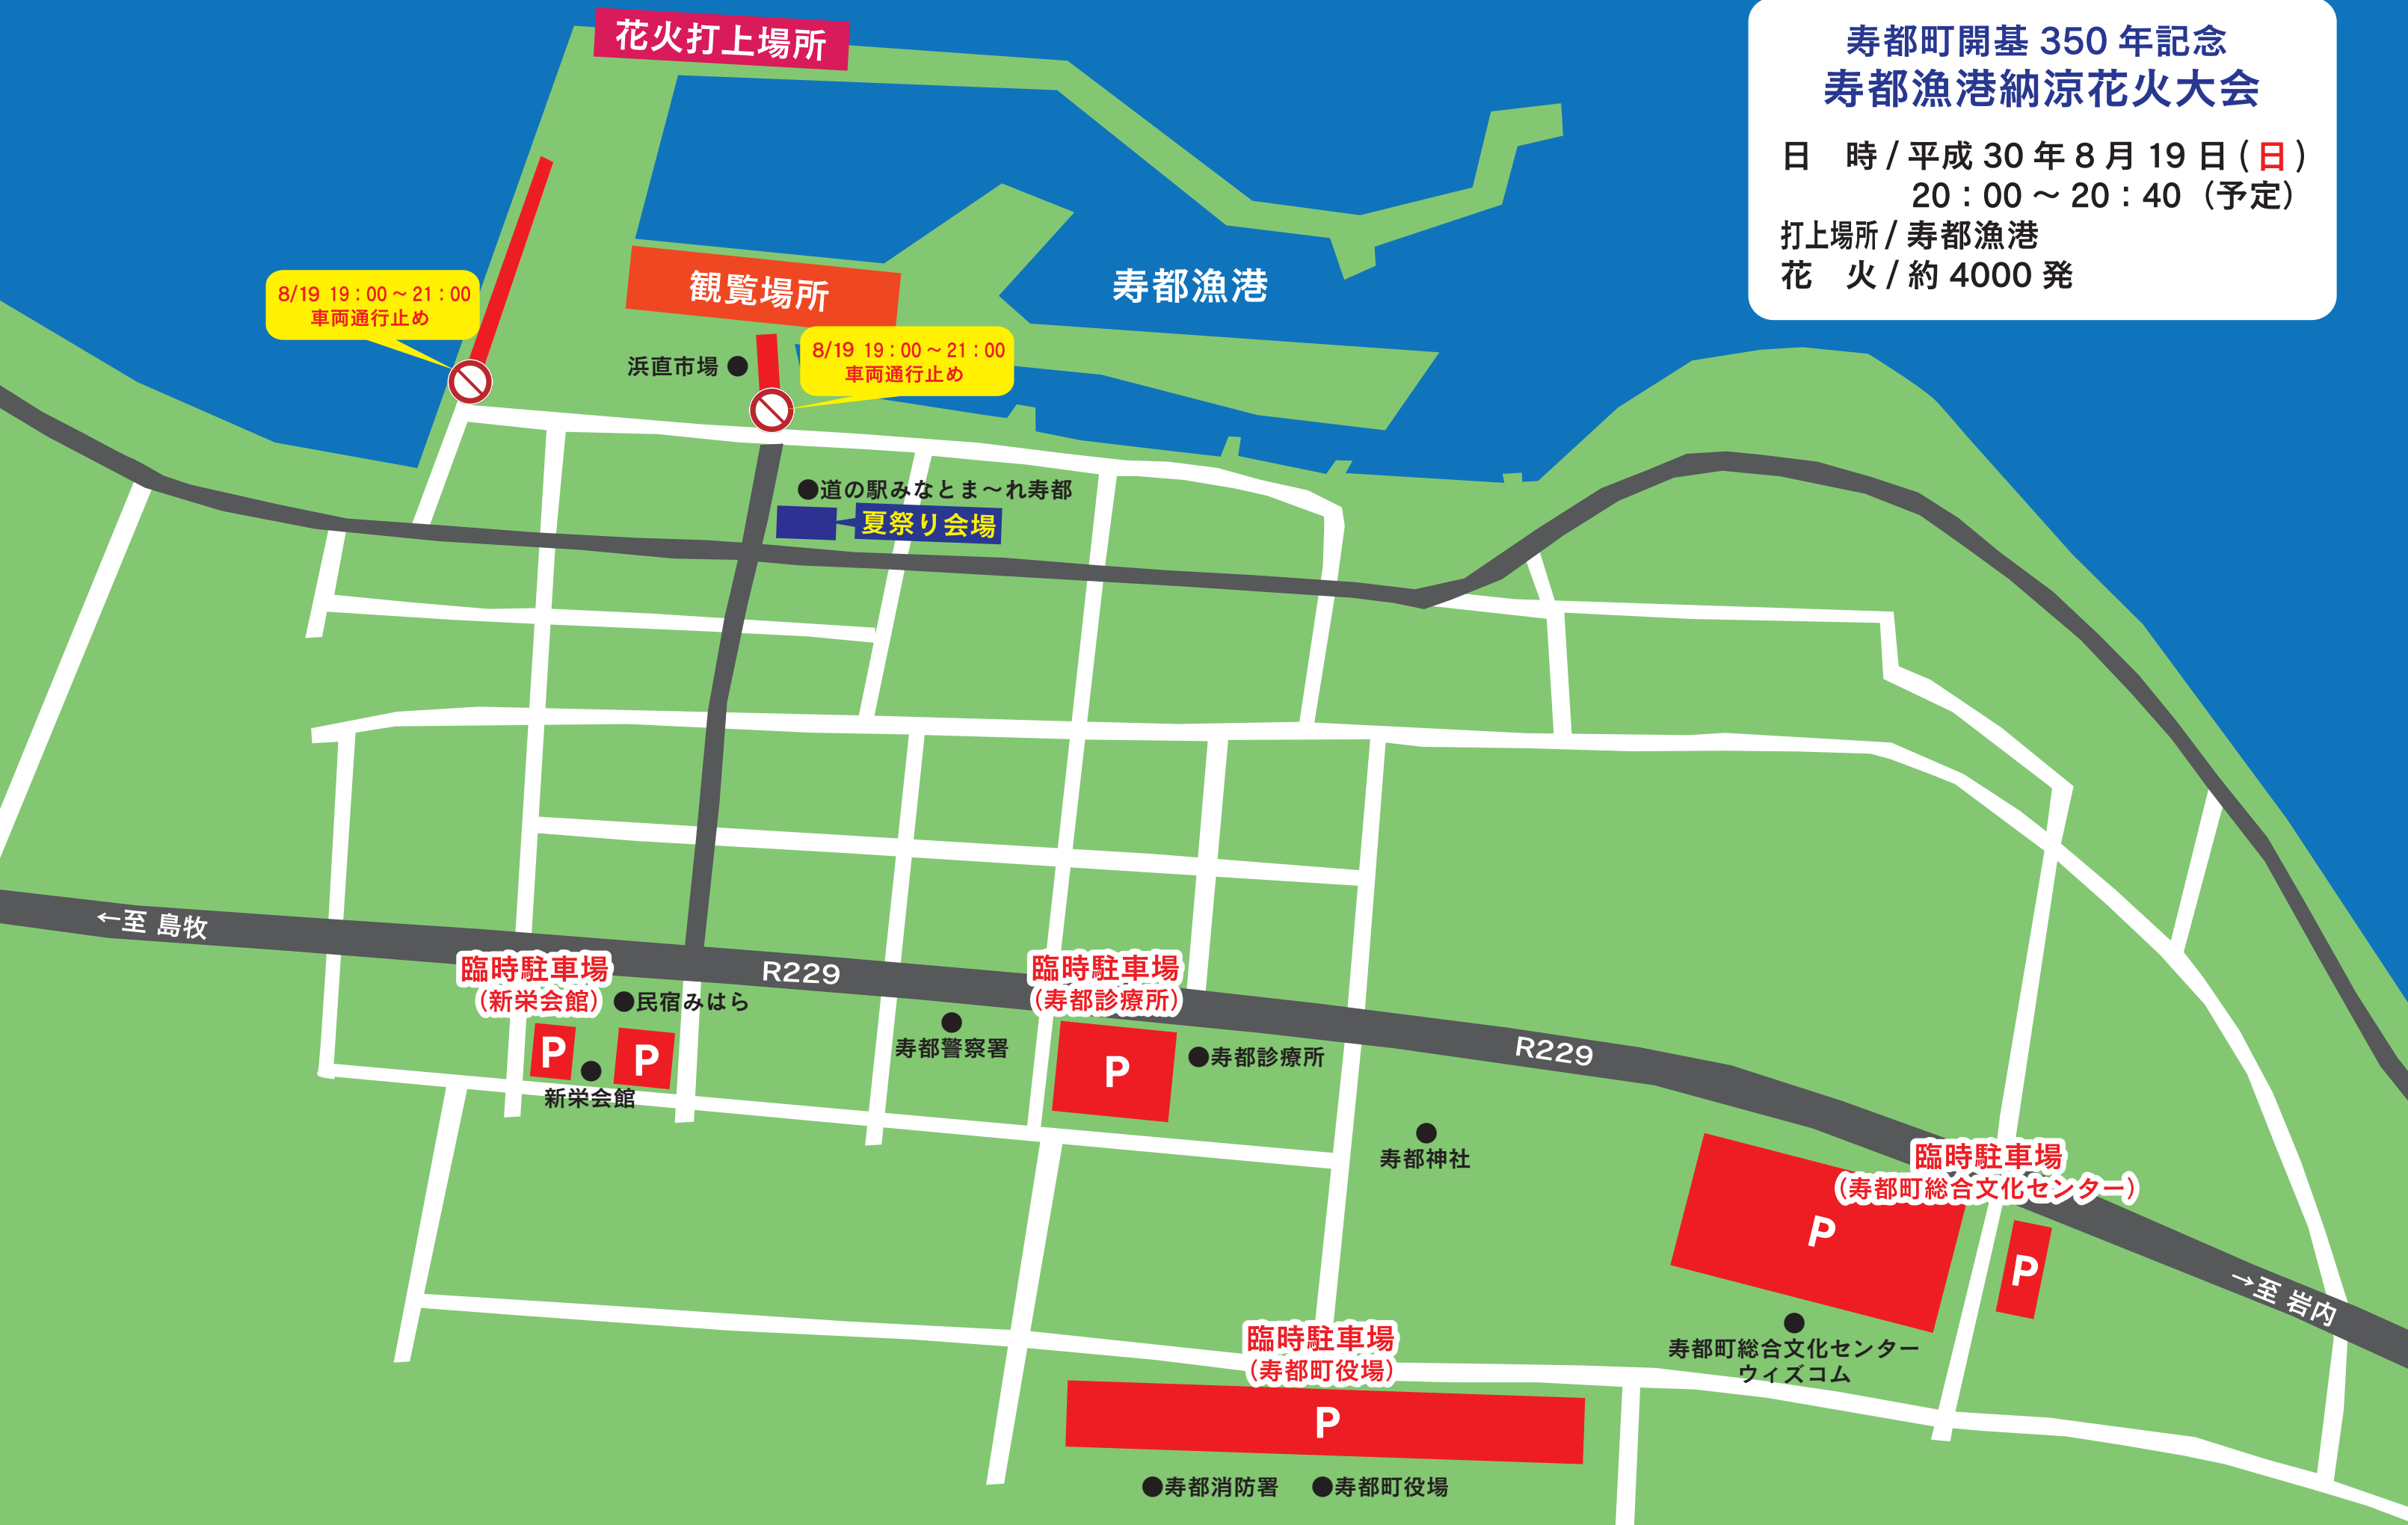 花火打上場所
寿都町開基 350 年記念
寿都漁港納涼花火大会
日　時 / 平成 30 年 8 月 19 日 ( 日 )
20：00 ～ 20：40（予定）
打上場所 / 寿都漁港
花　火 / 約 4000 発
観覧場所
寿都漁港
8/19 19：00 ～ 21：00
車両通行止め
8/19 19：00 ～ 21：00
車両通行止め
浜直市場
道の駅みなとま～れ寿都
夏祭り会場
←至 島牧
R229
臨時駐車場
（新栄会館）
民宿みはら
P
P
新栄会館
寿都警察署
臨時駐車場
（寿都診療所）
P
寿都診療所
R229
寿都神社
臨時駐車場
（寿都町総合文化センター）
P
P
→至 岩内
寿都町総合文化センター
ウィズコム
臨時駐車場
（寿都町役場）
P
寿都消防署
寿都町役場